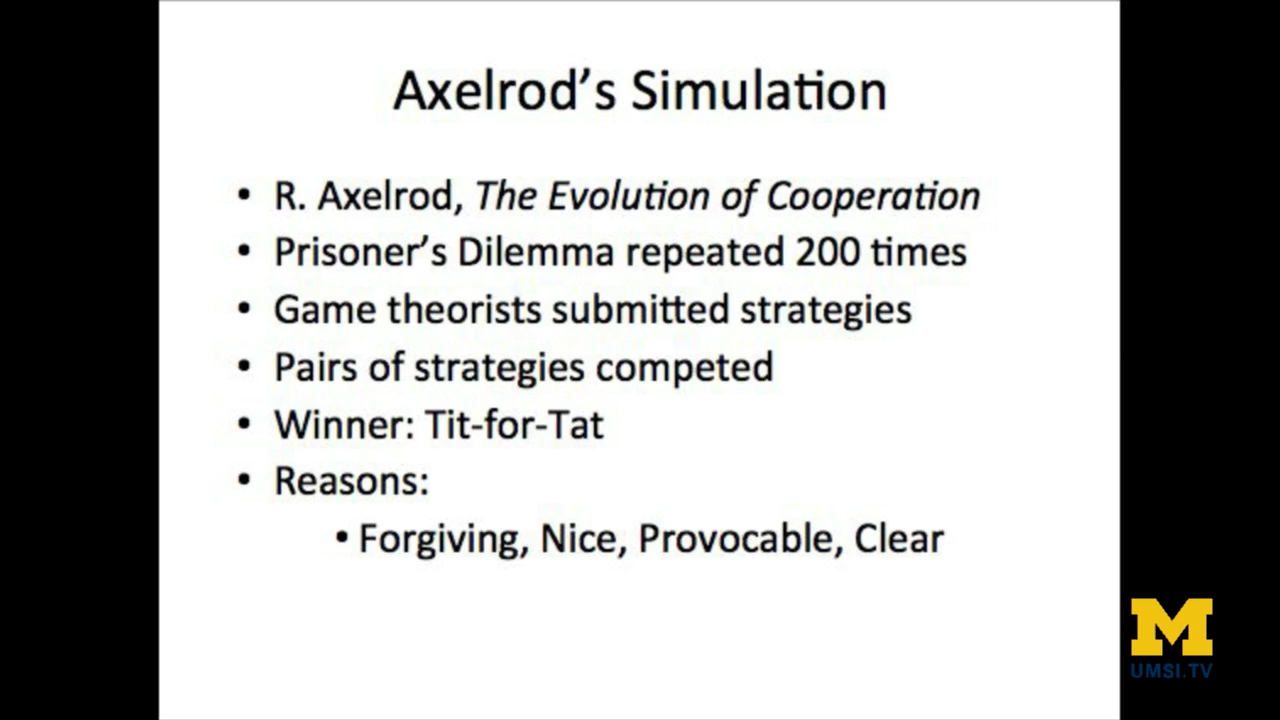 Axelrod's Simulation
• R. Axelrod, The Evolution of Cooperation
• Prisoner's Dilemma repeated 200 times
• Game theorists submitted strategies
• Pairs of strategies competed
• Winner: Tit-for-Tat
• Reasons:
• Forgiving, Nice, Provocable, Clear
M
UMSI.TV